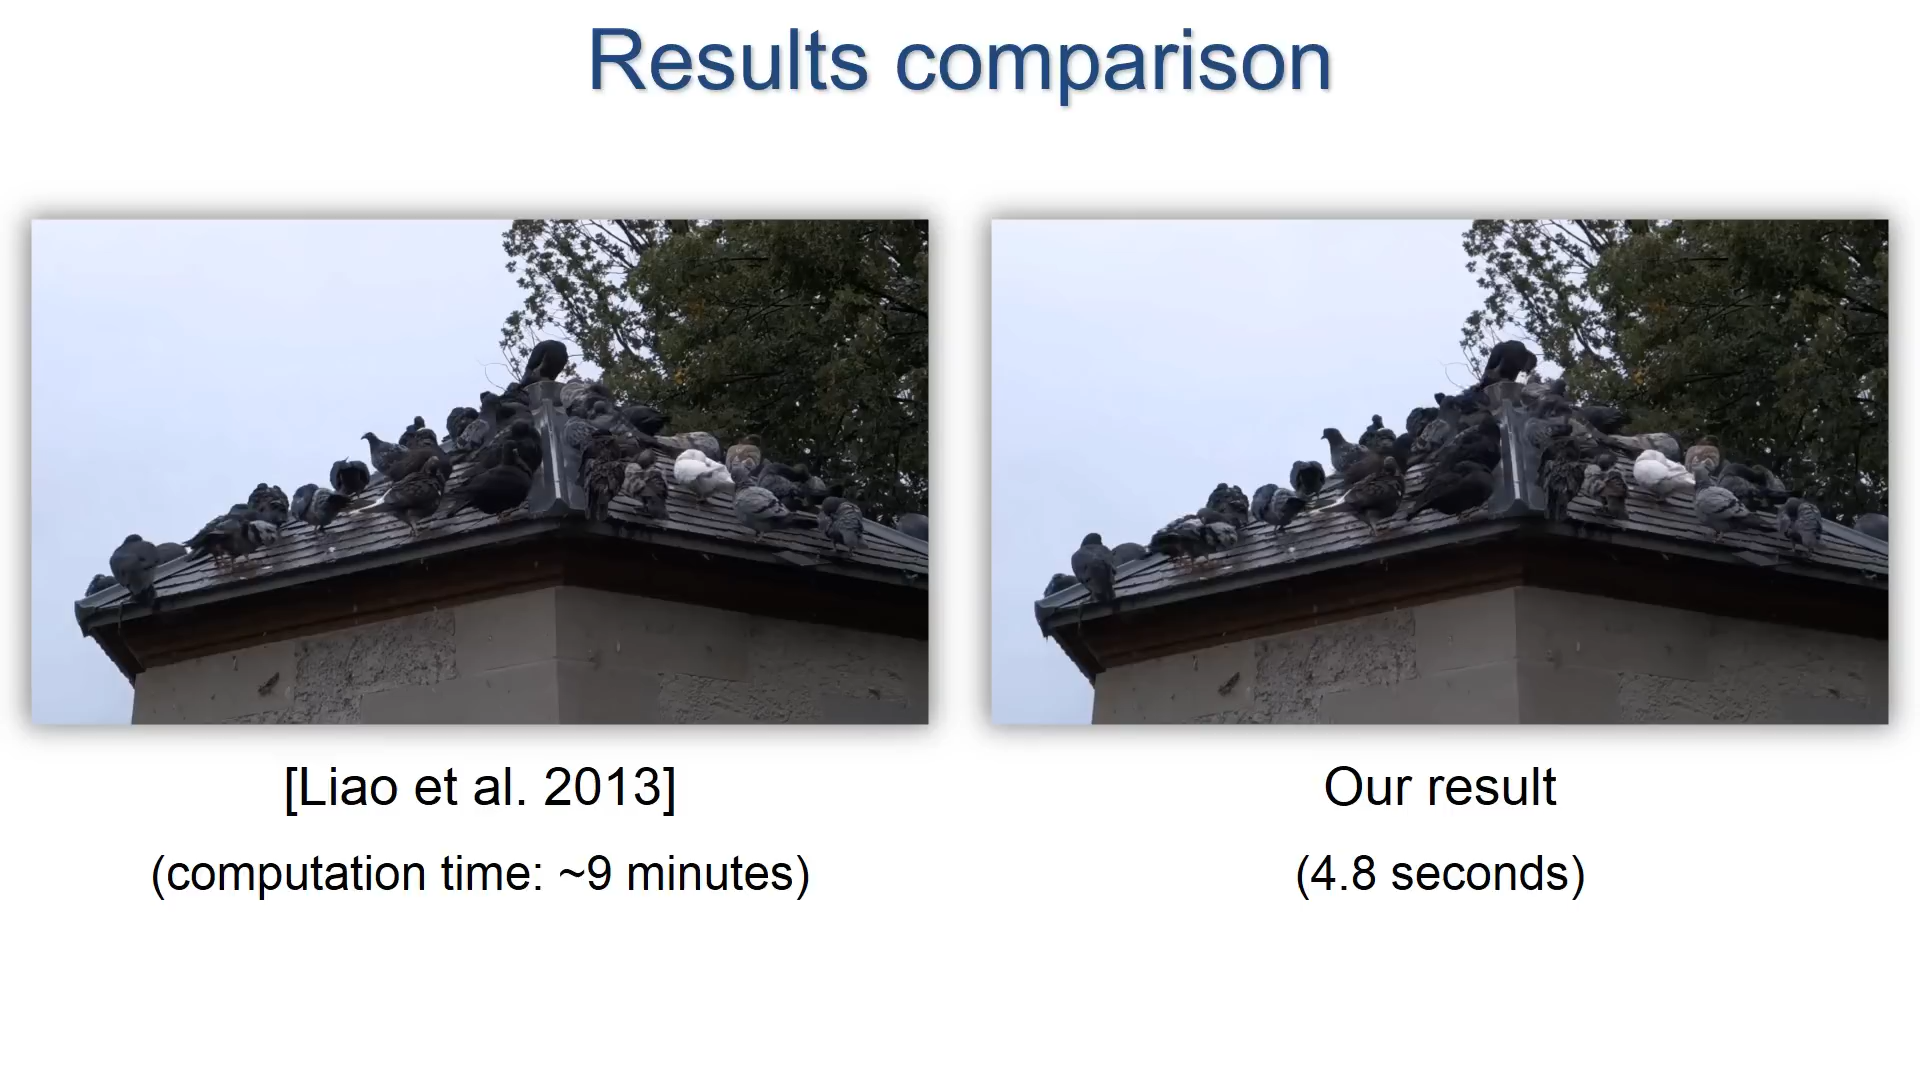 Results comparison
[Liao et al. 2013]
(computation time: ~9 minutes)
Our result
(4.8 seconds)